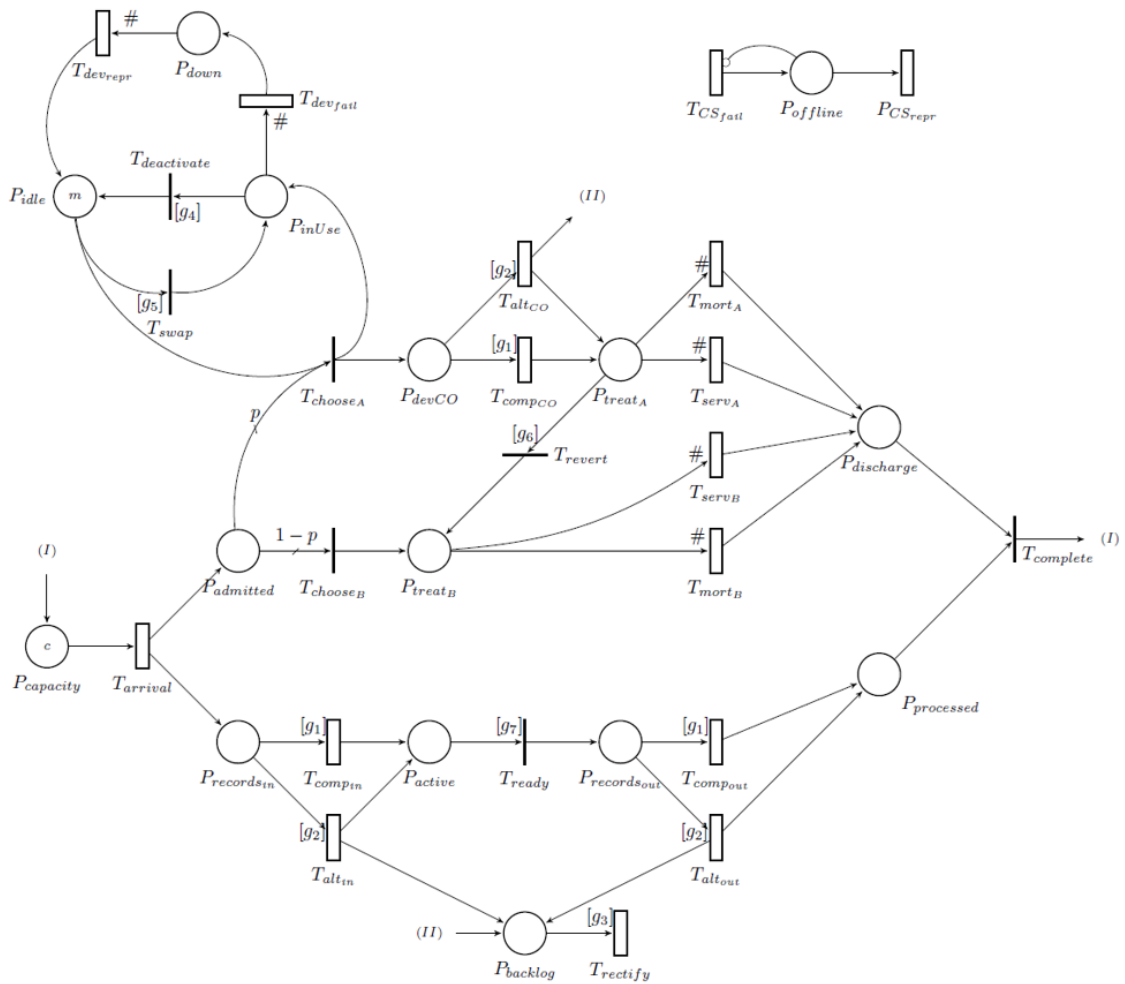 #
T_{dev_{repr}}
P_{down}
T_{dev_{fail}}
#
T_{CS_{fail}}
P_{offline}
P_{CS_{repr}}
T_{deactivate}
P_{idle}
m
[g_4]
P_{inUse}
(II)
[g_5]
T_{swap}
[g_2]
T_{alt_{CO}}
#
T_{mort_A}
[g_1]
#
T_{choose_A}
P_{devCO}
T_{comp_{CO}}
P_{treat_A}
T_{serv_A}
p
[g_6]
T_{revert}
#
T_{serv_B}
P_{discharge}
(I)
1 − p
#
T_{complete}
(I)
P_{admitted}
T_{choose_B}
P_{treat_B}
T_{mort_B}
c
P_{capacity}
T_{arrival}
P_{processed}
[g_1]
[g_7]
[g_1]
P_{records_{in}}
T_{comp_{in}}
P_{active}
T_{ready}
P_{records_{out}}
T_{comp_{out}}
[g_2]
[g_2]
T_{alt_{in}}
T_{alt_{out}}
(II)
[g_3]
P_{backlog}
T_{rectify}